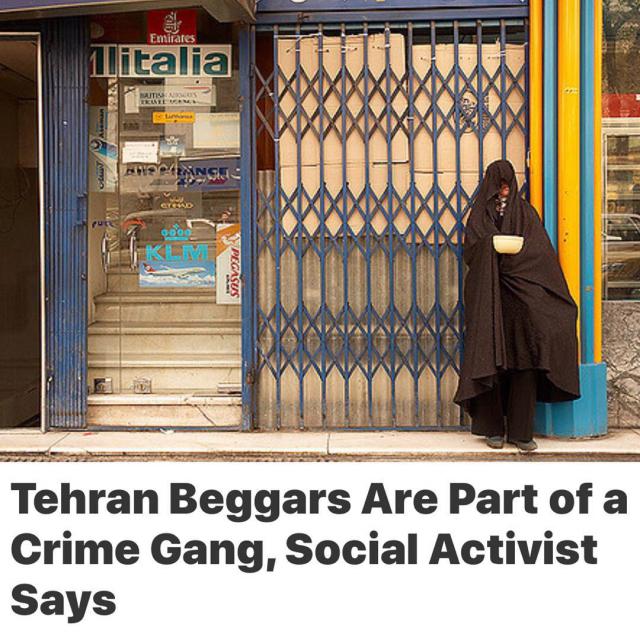 Emirates
Alitalia
BRITISH AIRWAYS
TRAVEL AGENCY
Lufthansa
AIR FRANCE
ETIHAD
KLM
PEGASUS
AIRLINES
Tehran Beggars Are Part of a
Crime Gang, Social Activist
Says